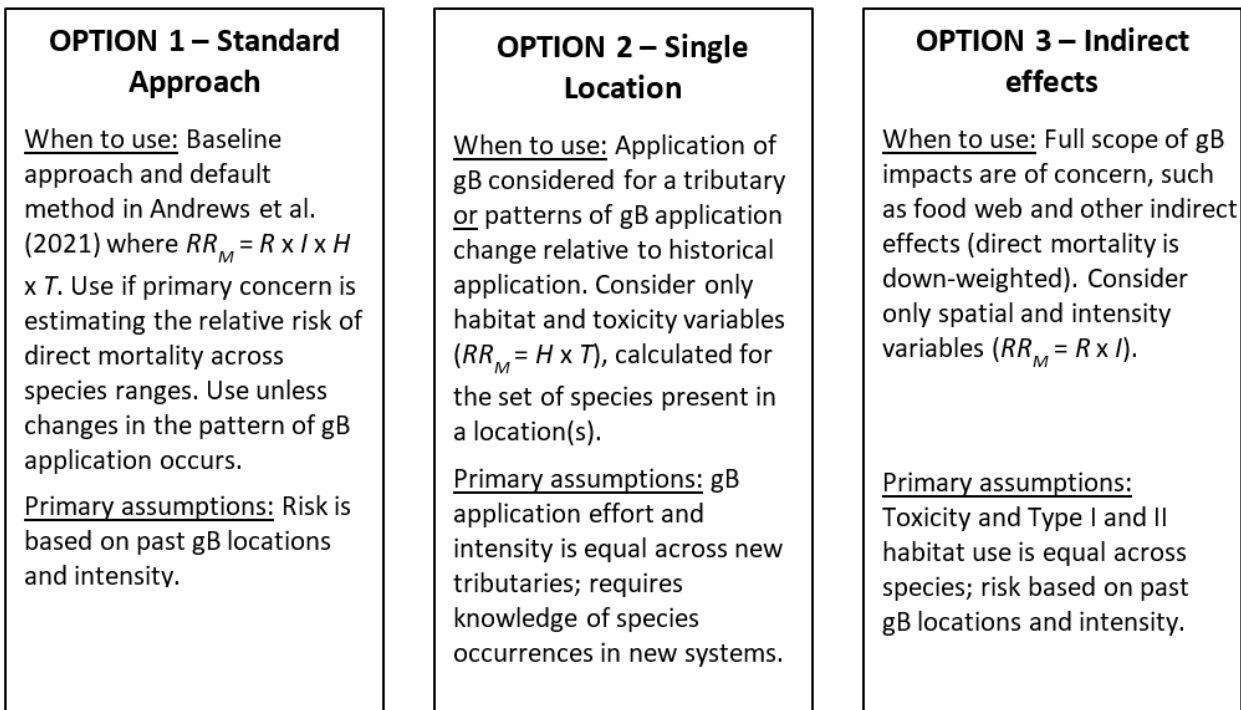 OPTION 1 – Standard
Approach
When to use: Baseline
approach and default
method in Andrews et al.
(2021) where RR_M = R x I x H
x T. Use if primary concern is
estimating the relative risk of
direct mortality across
species ranges. Use unless
changes in the pattern of gB
application occurs.
Primary assumptions: Risk is
based on past gB locations
and intensity.
OPTION 2 – Single
Location
When to use: Application of
gB considered for a tributary
or patterns of gB application
change relative to historical
application. Consider only
habitat and toxicity variables
(RR_M = H x T), calculated for
the set of species present in
a location(s).
Primary assumptions: gB
application effort and
intensity is equal across new
tributaries; requires
knowledge of species
occurrences in new systems.
OPTION 3 – Indirect
effects
When to use: Full scope of gB
impacts are of concern, such
as food web and other indirect
effects (direct mortality is
down-weighted). Consider
only spatial and intensity
variables (RR_M = R x I).
Primary assumptions:
Toxicity and Type I and II
habitat use is equal across
species; risk based on past
gB locations and intensity.